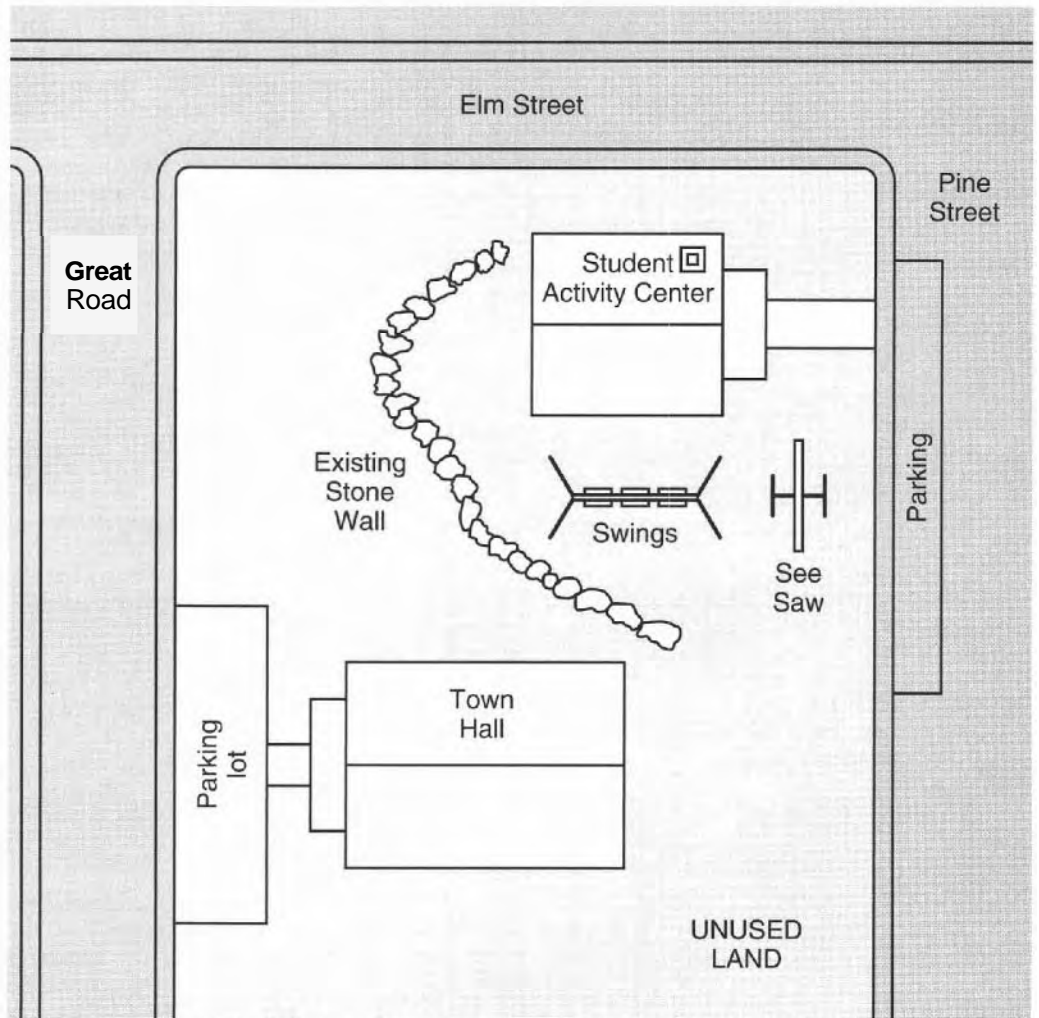 Elm Street
Pine
Street
Great
Road
Student
Activity Center
Existing
Stone
Wall
Parking
Swings
See
Saw
Town
Hall
Parking
lot
UNUSED
LAND